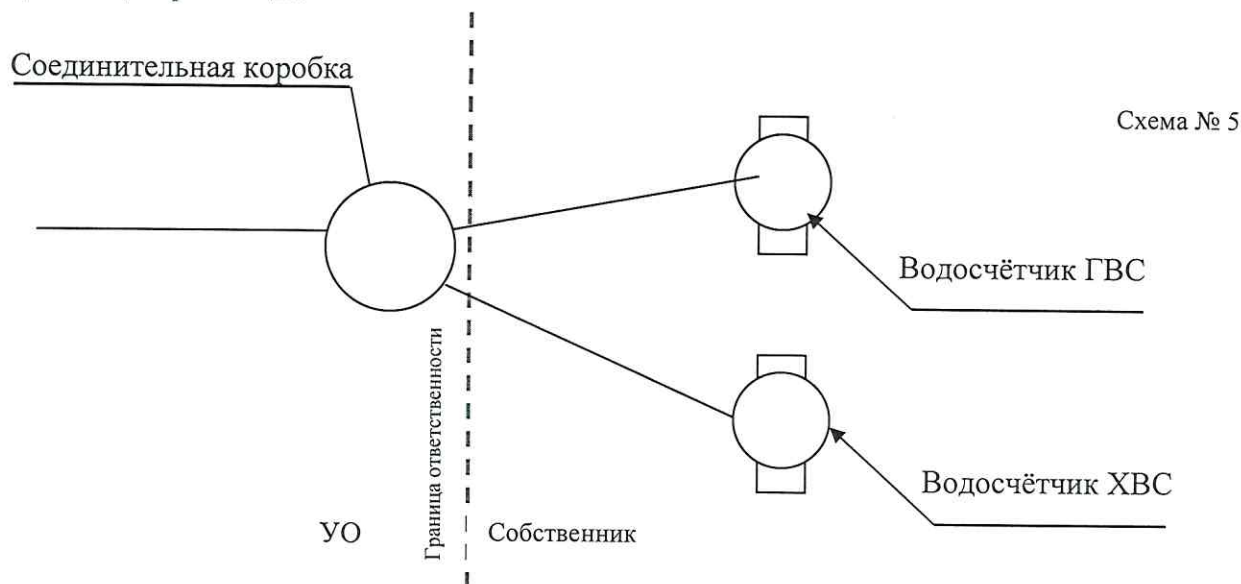 Соединительная коробка
Схема № 5
Водосчётчик ГВС
Граница ответственности
Водосчётчик ХВС
УО
Собственник